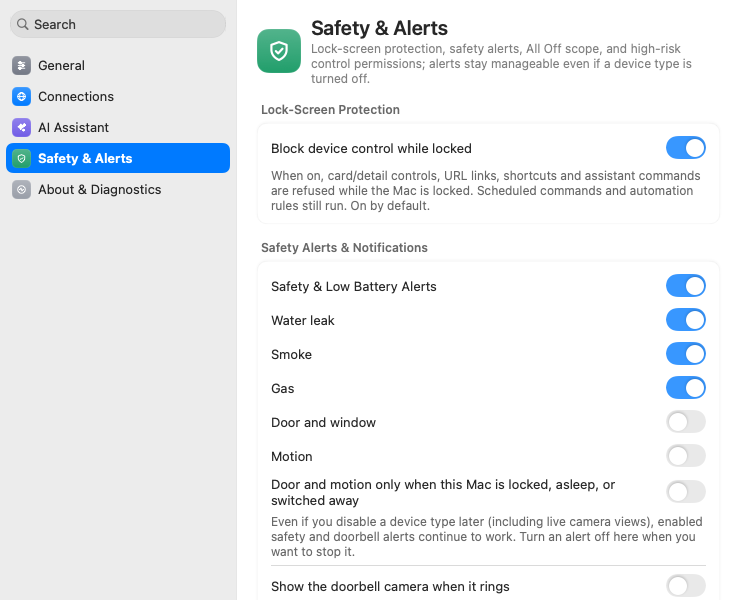 Search
General
Connections
AI Assistant
Safety & Alerts
About & Diagnostics
Safety & Alerts
Lock-screen protection, safety alerts, All Off scope, and high-risk
control permissions; alerts stay manageable even if a device type is
turned off.
Lock-Screen Protection
Block device control while locked
When on, card/detail controls, URL links, shortcuts and assistant commands
are refused while the Mac is locked. Scheduled commands and automation
rules still run. On by default.
Safety Alerts & Notifications
Safety & Low Battery Alerts
Water leak
Smoke
Gas
Door and window
Motion
Door and motion only when this Mac is locked, asleep, or
switched away
Even if you disable a device type later (including live camera views), enabled
safety and doorbell alerts continue to work. Turn an alert off here when you
want to stop it.
Show the doorbell camera when it rings